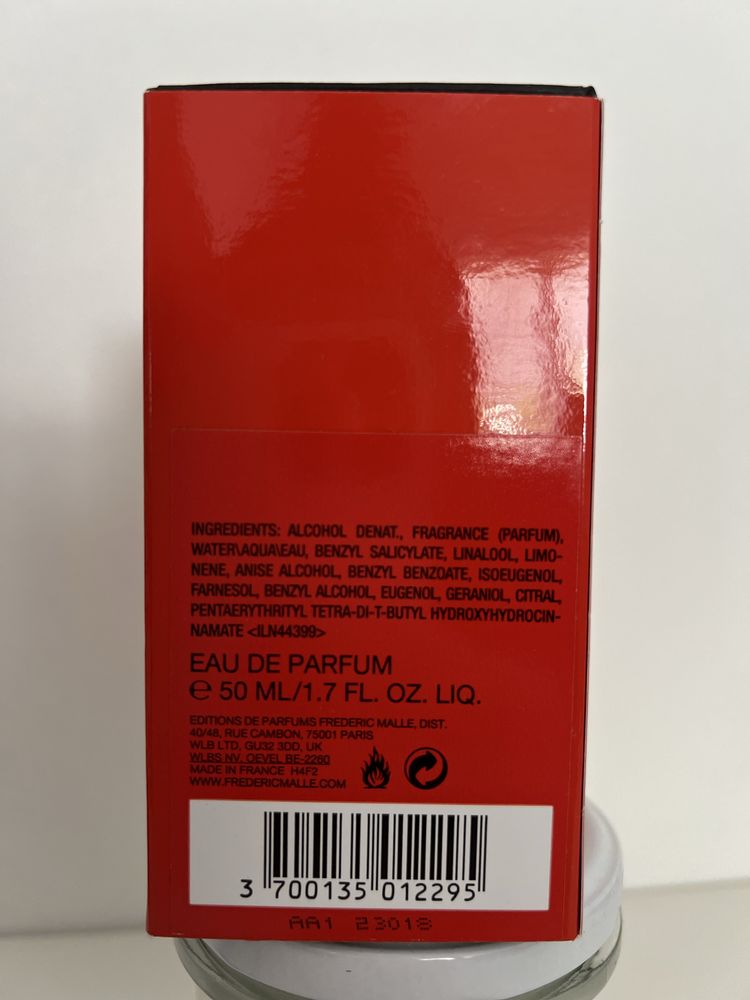 INGREDIENTS: ALCOHOL DENAT., FRAGRANCE (PARFUM),
WATER\AQUA\EAU, BENZYL SALICYLATE, LINALOOL, LIMO-
NENE, ANISE ALCOHOL, BENZYL BENZOATE, ISOEUGENOL,
FARNESOL, BENZYL ALCOHOL, EUGENOL, GERANIOL, CITRAL,
PENTAERYTHRITYL TETRA-DI-T-BUTYL HYDROXYHYDROCIN-
NAMATE <ILN44399>
EAU DE PARFUM
℮ 50 ML/1.7 FL. OZ. LIQ.
EDITIONS DE PARFUMS FREDERIC MALLE, DIST.
40/48, RUE CAMBON, 75001 PARIS
WLB LTD, GU32 3DD, UK
WLBS NV. OEVEL BE-2260
MADE IN FRANCE H4F2
WWW.FREDERICMALLE.COM
3 700135 012295
AA1 23018